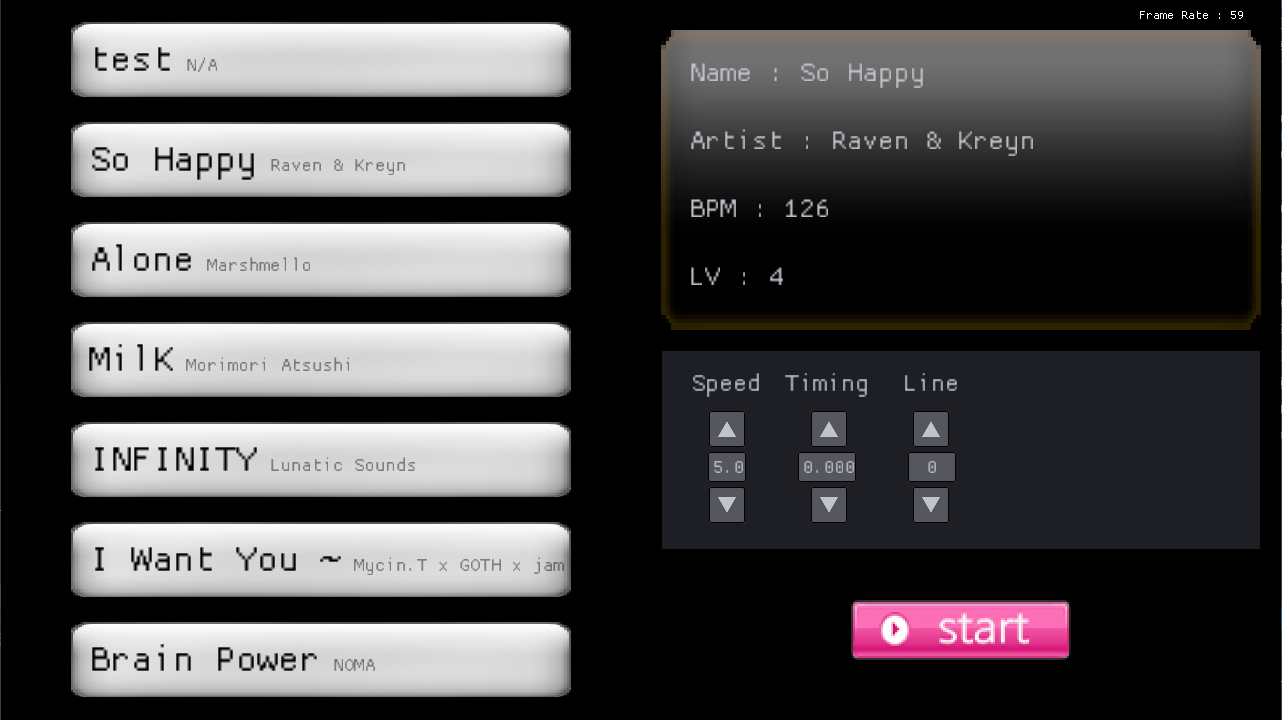 Frame Rate : 59
test N/A
So Happy Raven & Kreyn
Alone Marshmello
Milk Morimori Atsushi
INFINITY Lunatic Sounds
I Want You ~ Mycin.T x GOTH x jam
Brain Power NOMA
Name : So Happy
Artist : Raven & Kreyn
BPM : 126
LV : 4
Speed Timing Line
5.0 0.000 0
start